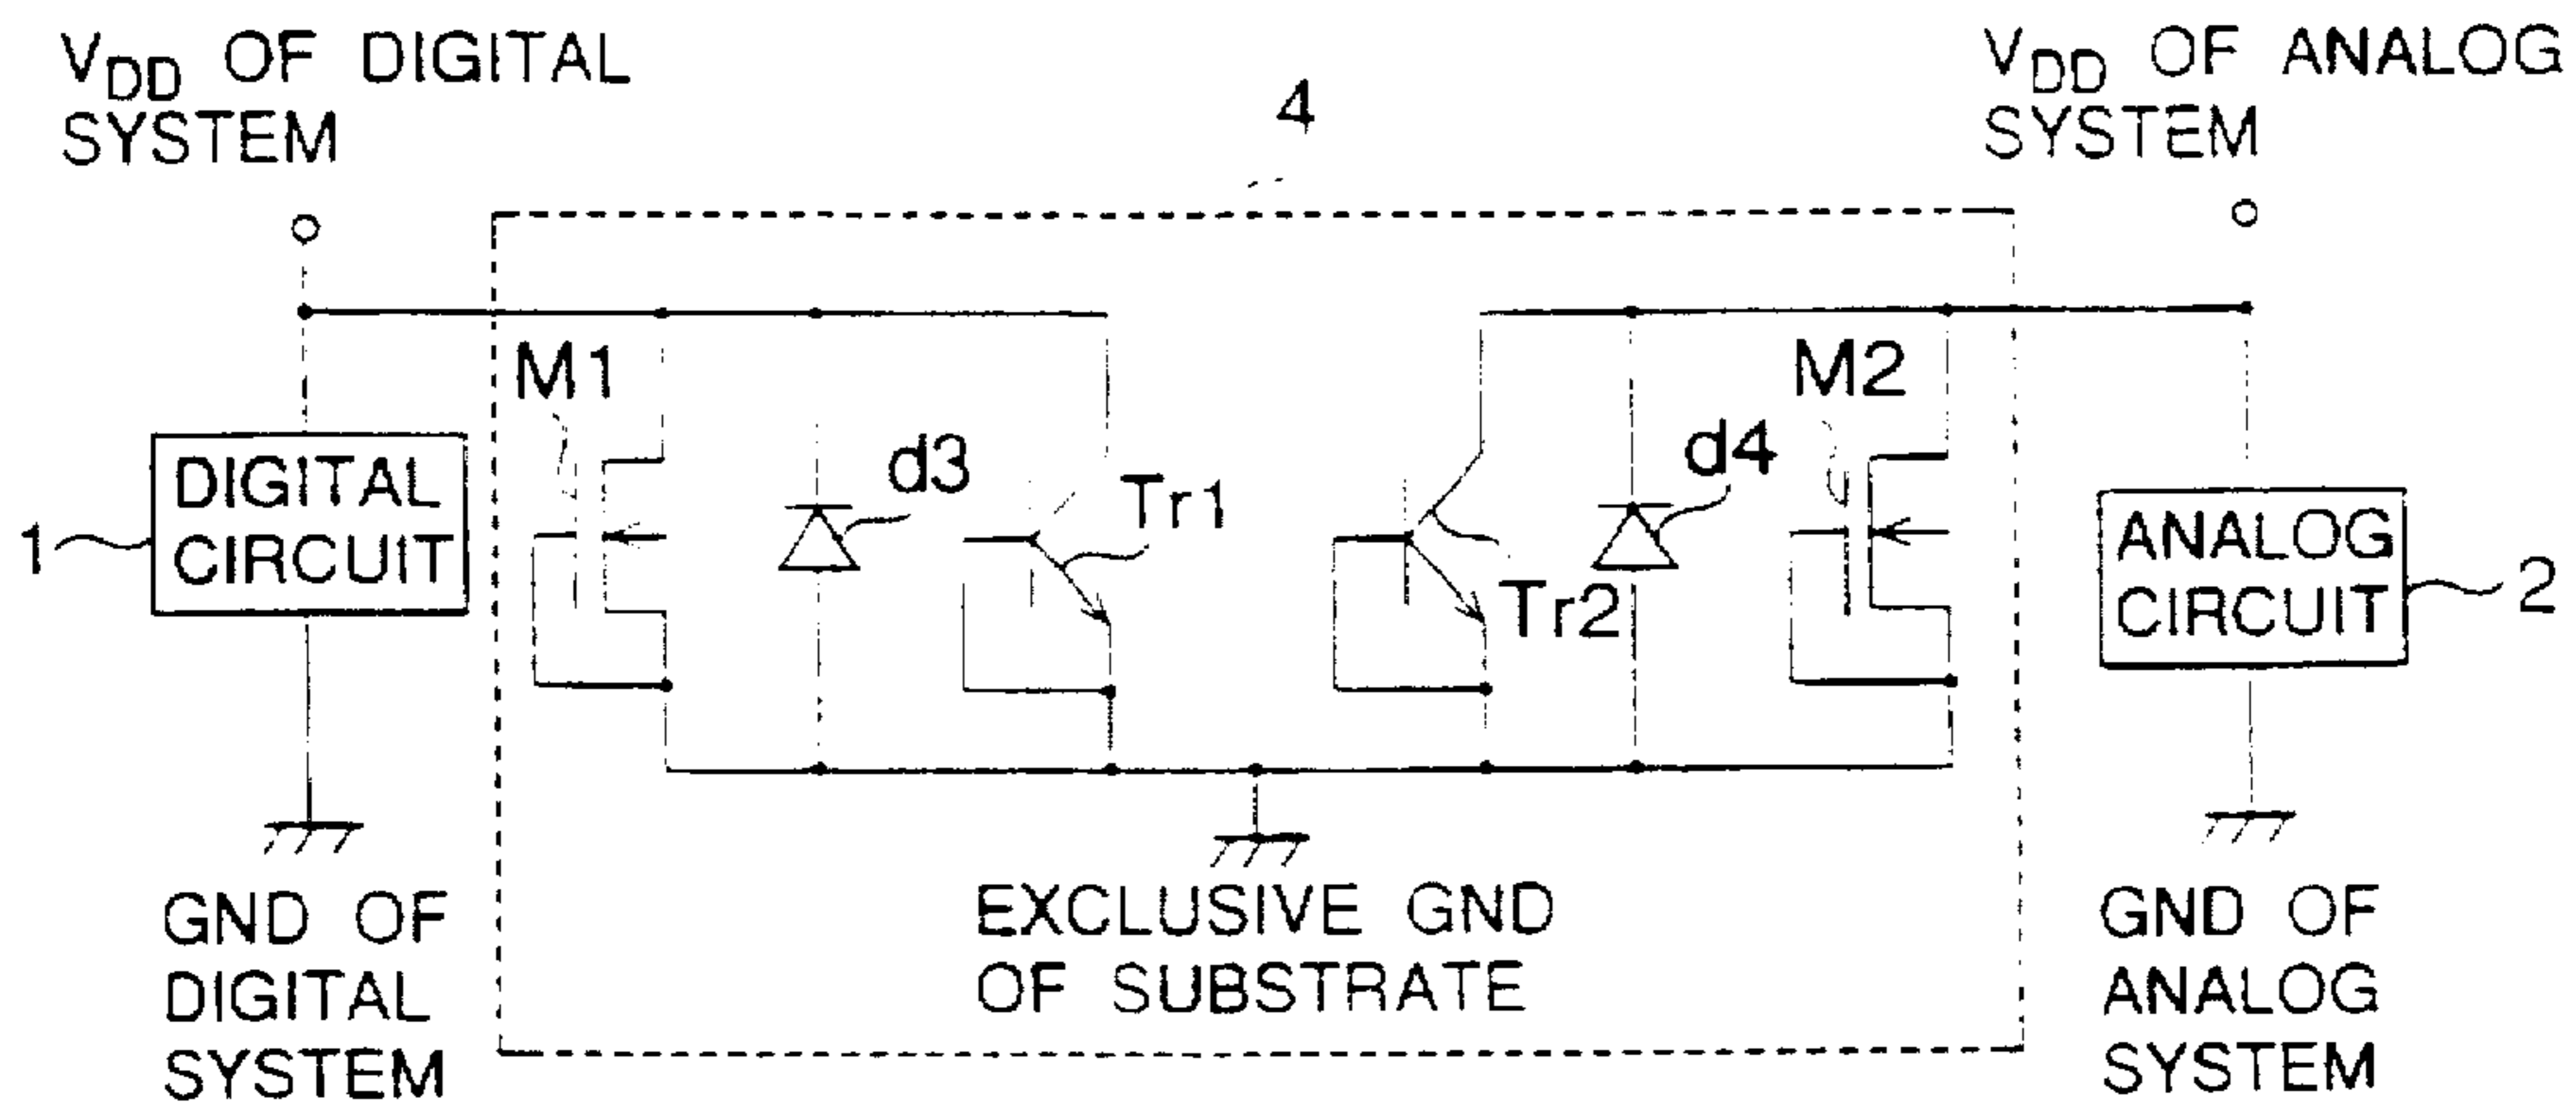 VDD OF DIGITAL
SYSTEM
4
VDD OF ANALOG
SYSTEM
M1
d3
Tr1
Tr2
d4
M2
DIGITAL
CIRCUIT
1
ANALOG
CIRCUIT
2
GND OF
DIGITAL
SYSTEM
EXCLUSIVE GND
OF SUBSTRATE
GND OF
ANALOG
SYSTEM